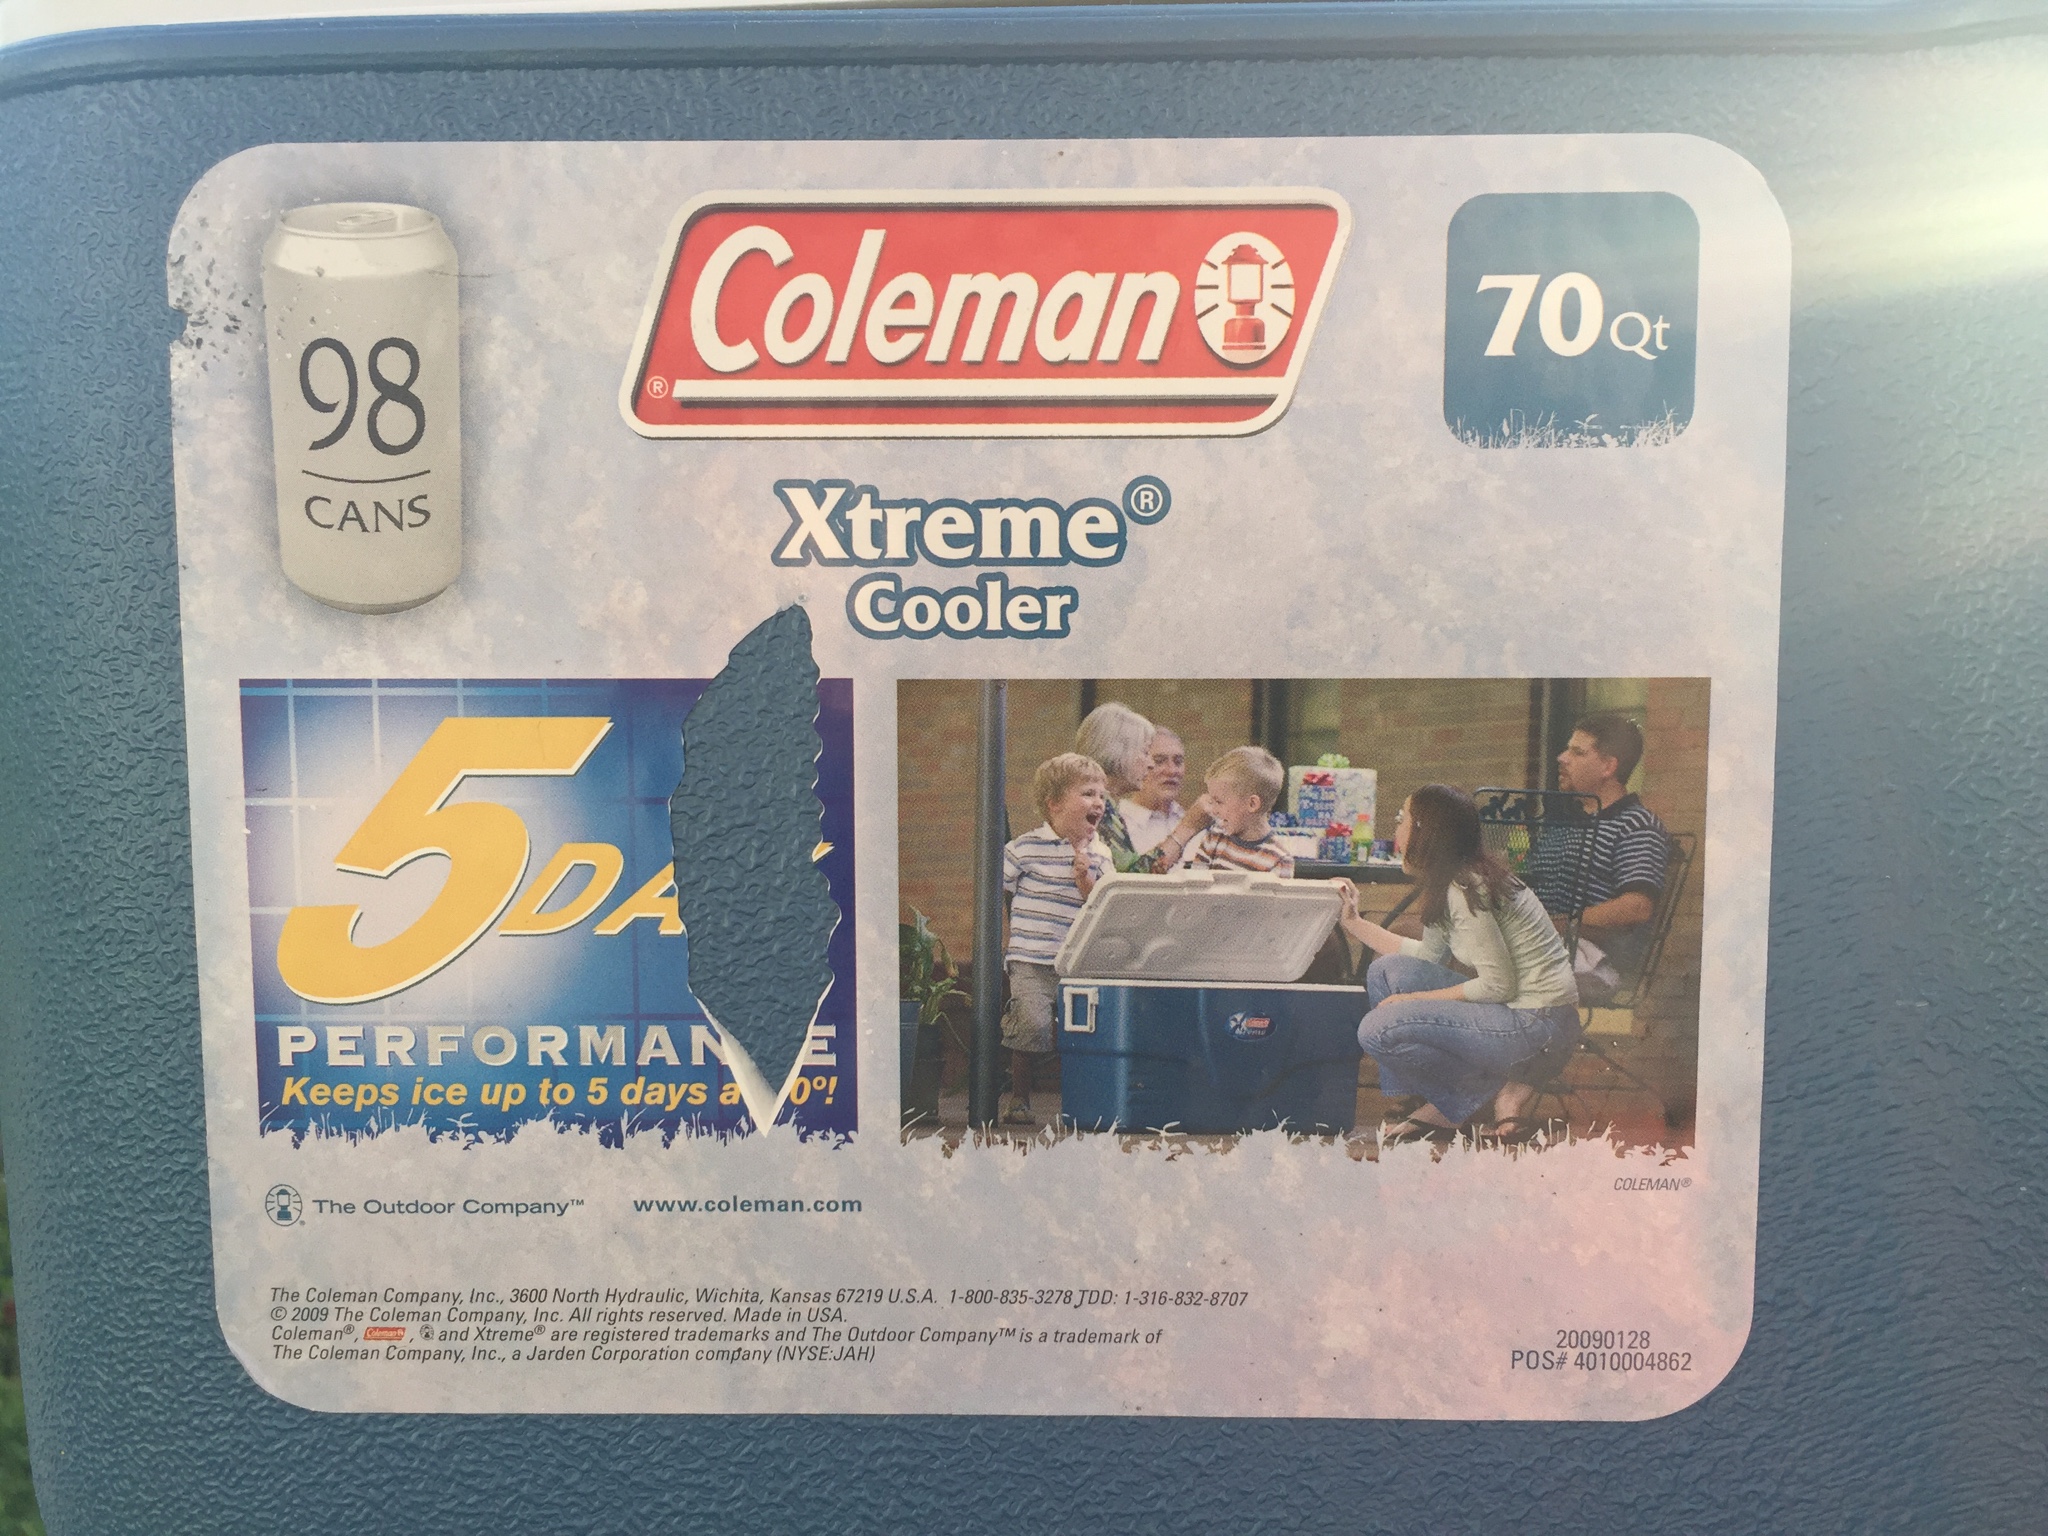 98
CANS
Coleman
®
70 Qt
Xtreme®
Cooler
5 DA
PERFORMAN E
Keeps ice up to 5 days a 0º!
COLEMAN®
The Outdoor Company™ www.coleman.com
The Coleman Company, Inc., 3600 North Hydraulic, Wichita, Kansas 67219 U.S.A. 1-800-835-3278 TDD: 1-316-832-8707
© 2009 The Coleman Company, Inc. All rights reserved. Made in USA.
Coleman®, Coleman, and Xtreme® are registered trademarks and The Outdoor Company™ is a trademark of
The Coleman Company, Inc., a Jarden Corporation company (NYSE:JAH)
20090128
POS# 4010004862